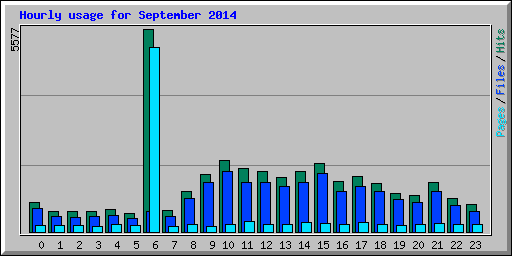 Hourly usage for September 2014
5577
Pages/Files/Hits
0 1 2 3 4 5 6 7 8 9 10 11 12 13 14 15 16 17 18 19 20 21 22 23